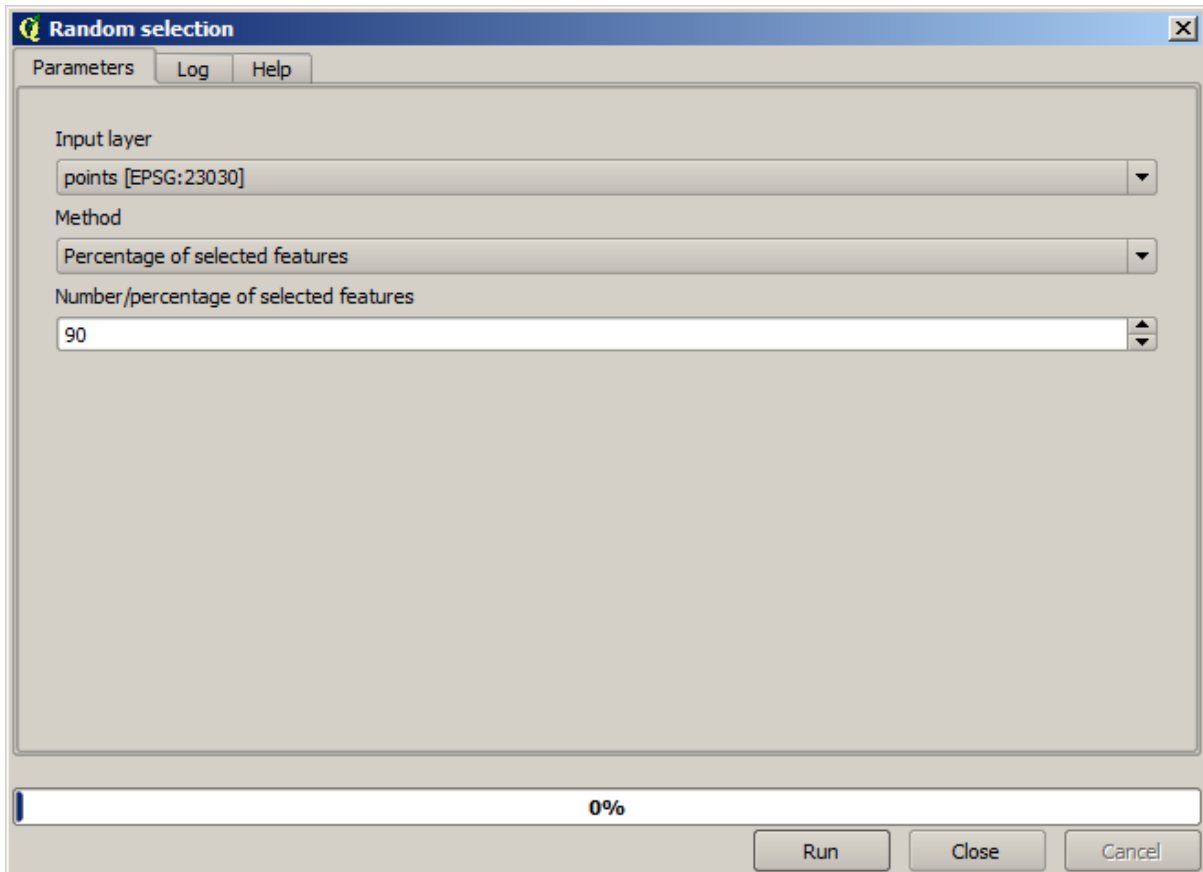 Random selection
Parameters Log Help
Input layer
points [EPSG:23030]
Method
Percentage of selected features
Number/percentage of selected features
90
0%
Run Close Cancel